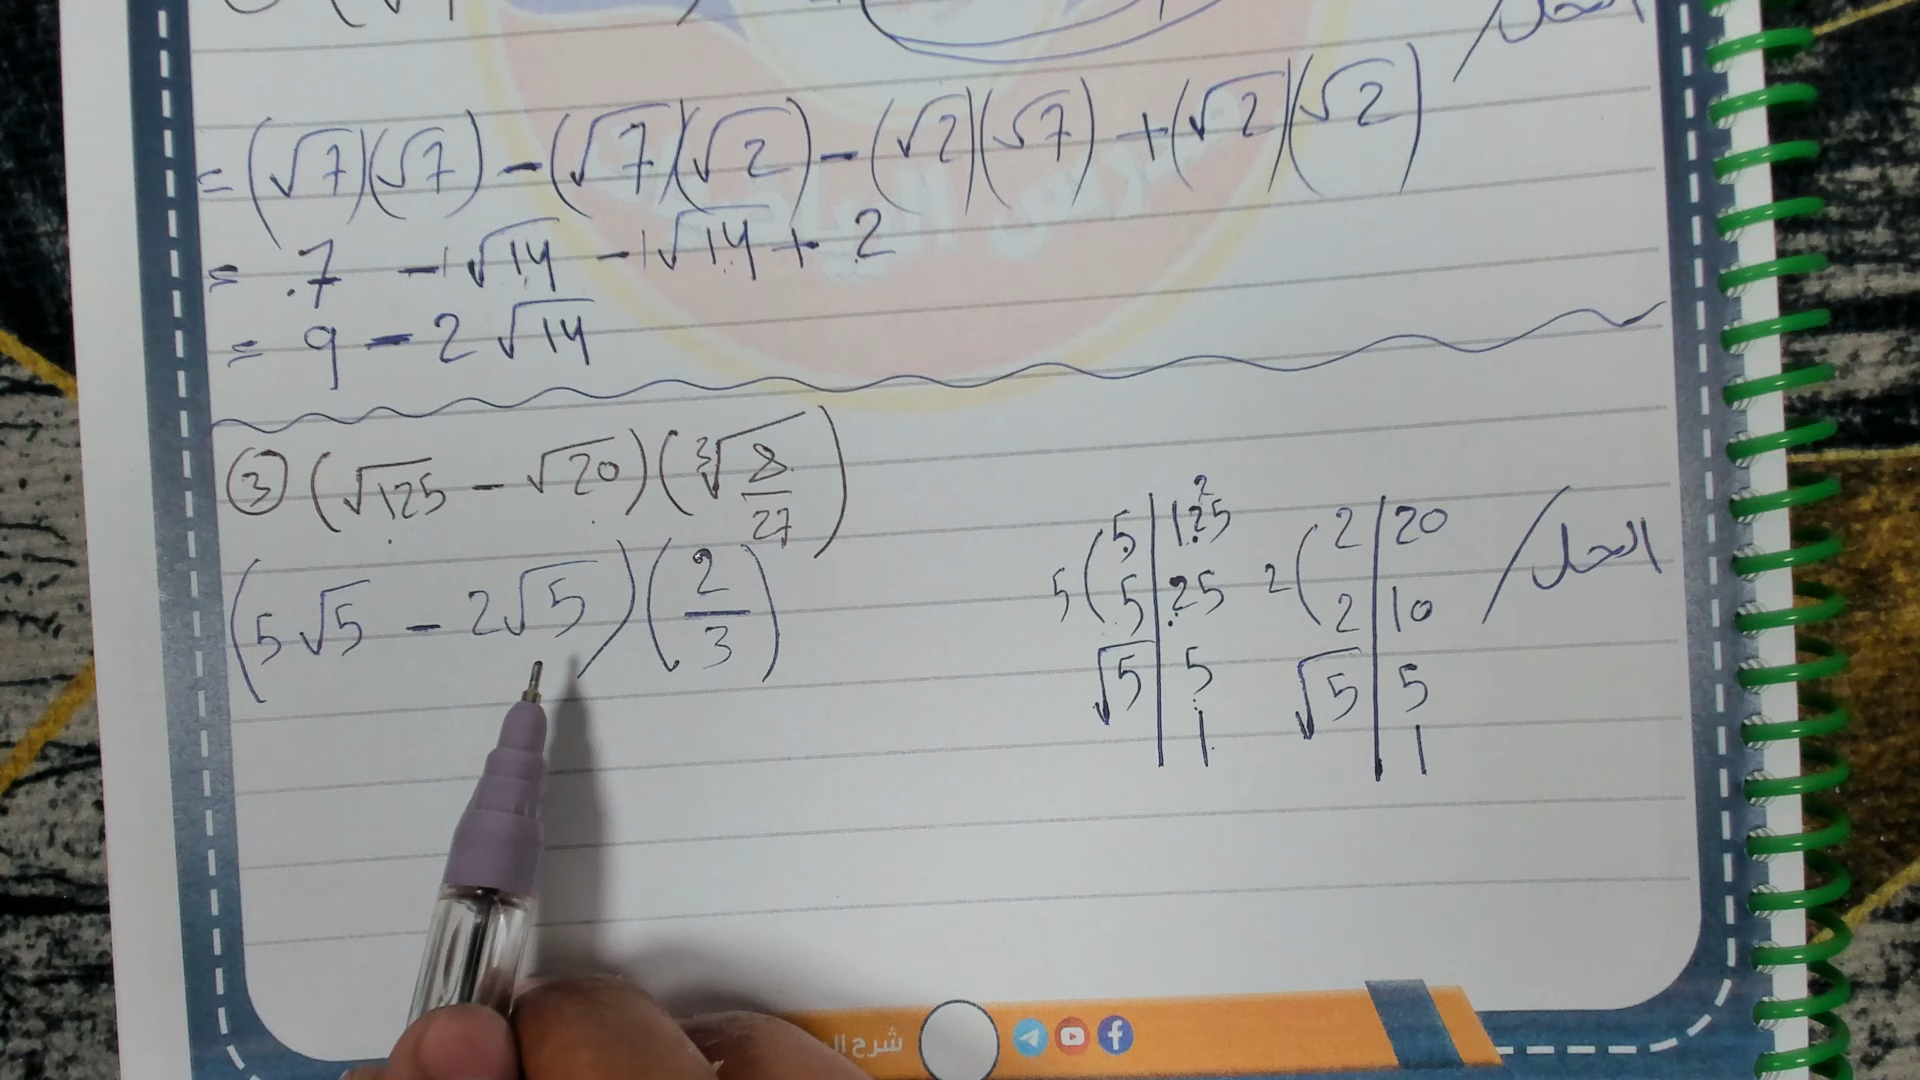 الحل
= (√7)(√7) - (√7)(√2) - (√2)(√7) + (√2)(√2)
= 7 - 1√14 - 1√14 + 2
= 9 - 2√14
③ (√125 - √20)(∛(8/27))
(5√5 - 2√5)(2/3)
الحل
5 | 125
5 | 25
√5 | 5
1
5
2 | 20
2 | 10
√5 | 5
1
2
شرح